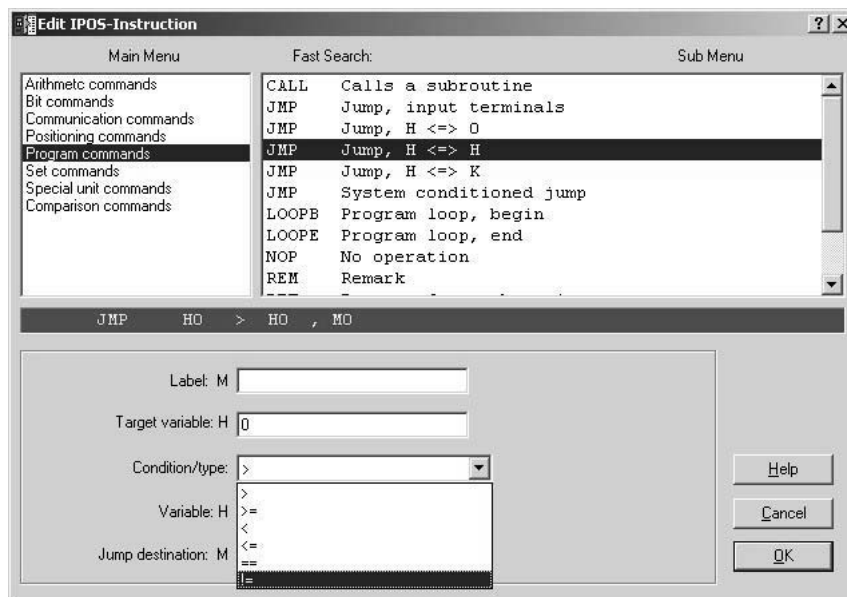 Edit IPOS-Instruction
Main Menu Fast Search: Sub Menu
Arithmetc commands
Bit commands
Communication commands
Positioning commands
Program commands
Set commands
Special unit commands
Comparison commands
CALL Calls a subroutine
JMP Jump, input terminals
JMP Jump, H <=> 0
JMP Jump, H <=> H
JMP Jump, H <=> K
JMP System conditioned jump
LOOPB Program loop, begin
LOOPE Program loop, end
NOP No operation
REM Remark
JMP H0 > H0 , M0
Label: M
Target variable: H 0
Condition/type: >
>
>=
<
<=
==
!=
Variable: H
Jump destination: M
Help
Cancel
OK